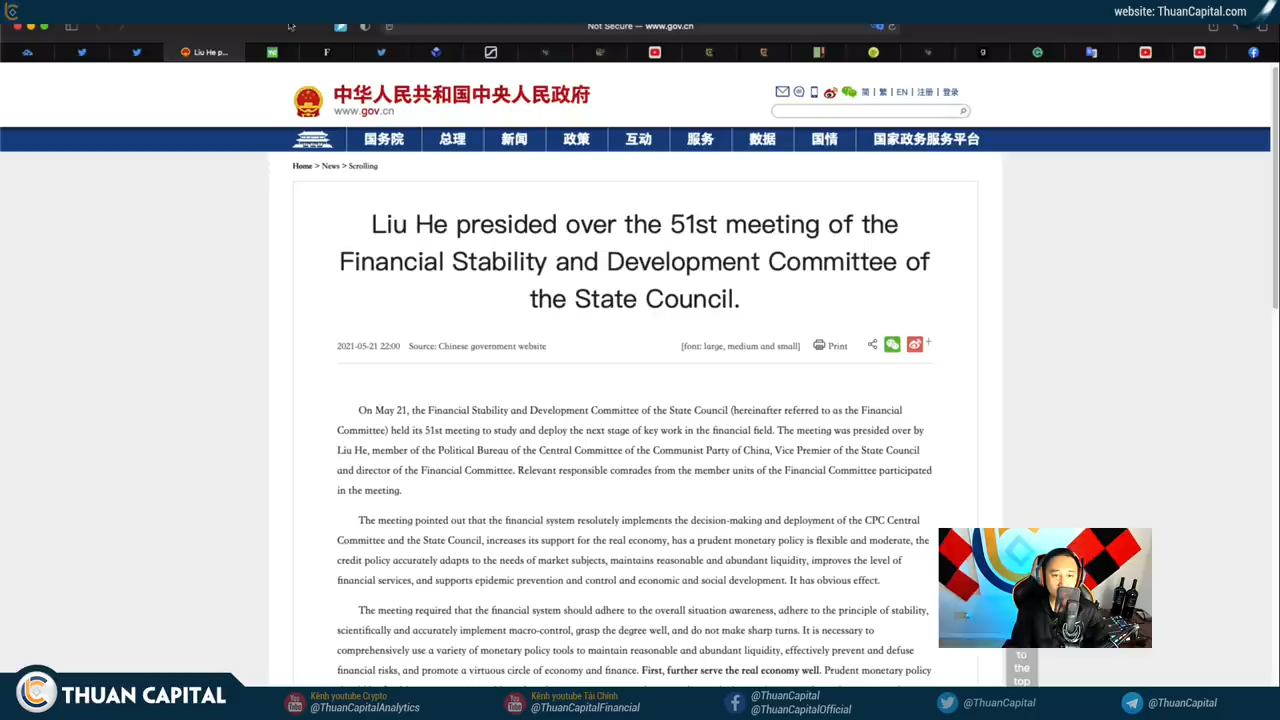 website: ThuanCapital.com
Not Secure — www.gov.cn
Liu He p...
中华人民共和国中央人民政府
www.gov.cn
简 | 繁 | EN | 注册 | 登录
国务院 总理 新闻 政策 互动 服务 数据 国情 国家政务服务平台
Home > News > Scrolling
Liu He presided over the 51st meeting of the
Financial Stability and Development Committee of
the State Council.
2021-05-21 22:00 Source: Chinese government website [font: large, medium and small] Print
On May 21, the Financial Stability and Development Committee of the State Council (hereinafter referred to as the Financial
Committee) held its 51st meeting to study and deploy the next stage of key work in the financial field. The meeting was presided over by
Liu He, member of the Political Bureau of the Central Committee of the Communist Party of China, Vice Premier of the State Council
and director of the Financial Committee. Relevant responsible comrades from the member units of the Financial Committee participated
in the meeting.
The meeting pointed out that the financial system resolutely implements the decision-making and deployment of the CPC Central
Committee and the State Council, increases its support for the real economy, has a prudent monetary policy is flexible and moderate, the
credit policy accurately adapts to the needs of market subjects, maintains reasonable and abundant liquidity, improves the level of
financial services, and supports epidemic prevention and control and economic and social development. It has obvious effect.
The meeting required that the financial system should adhere to the overall situation awareness, adhere to the principle of stability,
scientifically and accurately implement macro-control, grasp the degree well, and do not make sharp turns. It is necessary to
comprehensively use a variety of monetary policy tools to maintain reasonable and abundant liquidity, effectively prevent and defuse
financial risks, and promote a virtuous circle of economy and finance. First, further serve the real economy well. Prudent monetary policy
to
the
top
THUAN CAPITAL
Kênh youtube Crypto
@ThuanCapitalAnalytics
Kênh youtube Tài Chính
@ThuanCapitalFinancial
@ThuanCapital
@ThuanCapitalOfficial
@ThuanCapital
@ThuanCapital